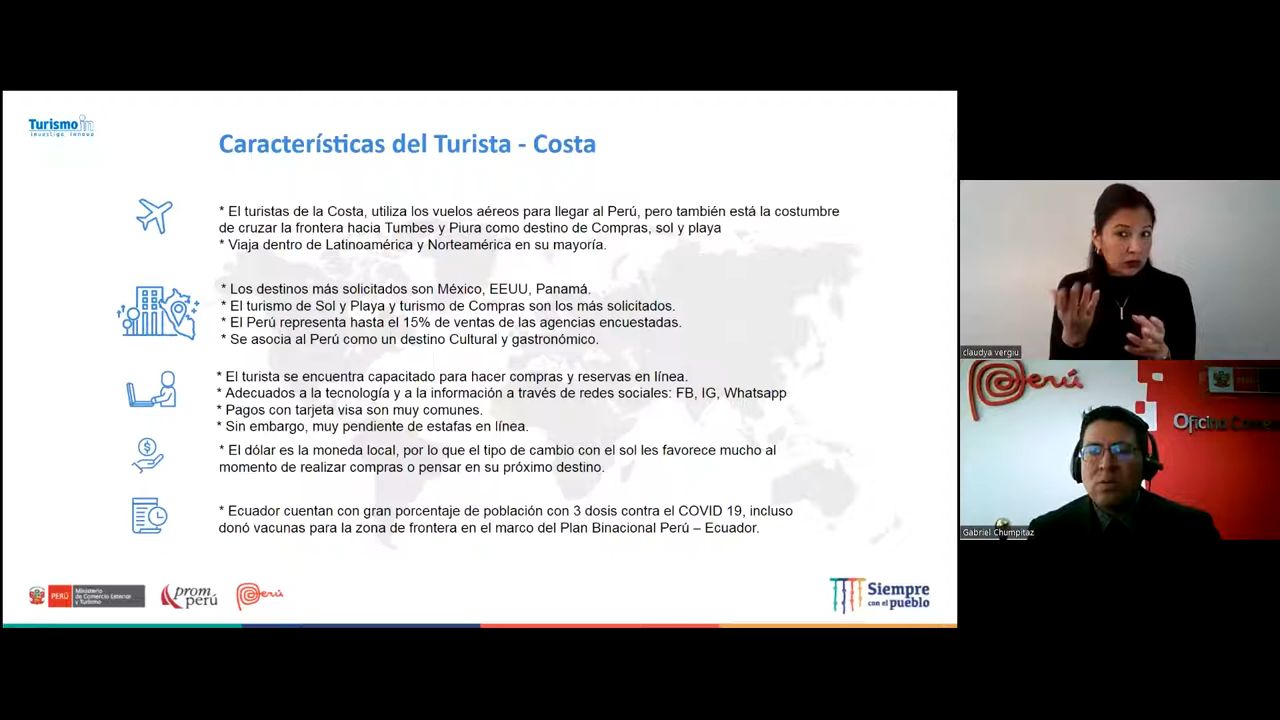 Turismo in
investiga innova
Características del Turista - Costa
* El turistas de la Costa, utiliza los vuelos aéreos para llegar al Perú, pero también está la costumbre
de cruzar la frontera hacia Tumbes y Piura como destino de Compras, sol y playa
* Viaja dentro de Latinoamérica y Norteamérica en su mayoría.
* Los destinos más solicitados son México, EEUU, Panamá.
* El turismo de Sol y Playa y turismo de Compras son los más solicitados.
* El Perú representa hasta el 15% de ventas de las agencias encuestadas.
* Se asocia al Perú como un destino Cultural y gastronómico.
* El turista se encuentra capacitado para hacer compras y reservas en línea.
* Adecuados a la tecnología y a la información a través de redes sociales: FB, IG, Whatsapp
* Pagos con tarjeta visa son muy comunes.
* Sin embargo, muy pendiente de estafas en línea.
* El dólar es la moneda local, por lo que el tipo de cambio con el sol les favorece mucho al
momento de realizar compras o pensar en su próximo destino.
* Ecuador cuentan con gran porcentaje de población con 3 dosis contra el COVID 19, incluso
donó vacunas para la zona de frontera en el marco del Plan Binacional Perú – Ecuador.
PERÚ
Ministerio
de Comercio Exterior
y Turismo
prom
perú
Perú
Siempre
con el pueblo
claudya vergiu
Perú
Oficina
Gabriel Chumpitaz